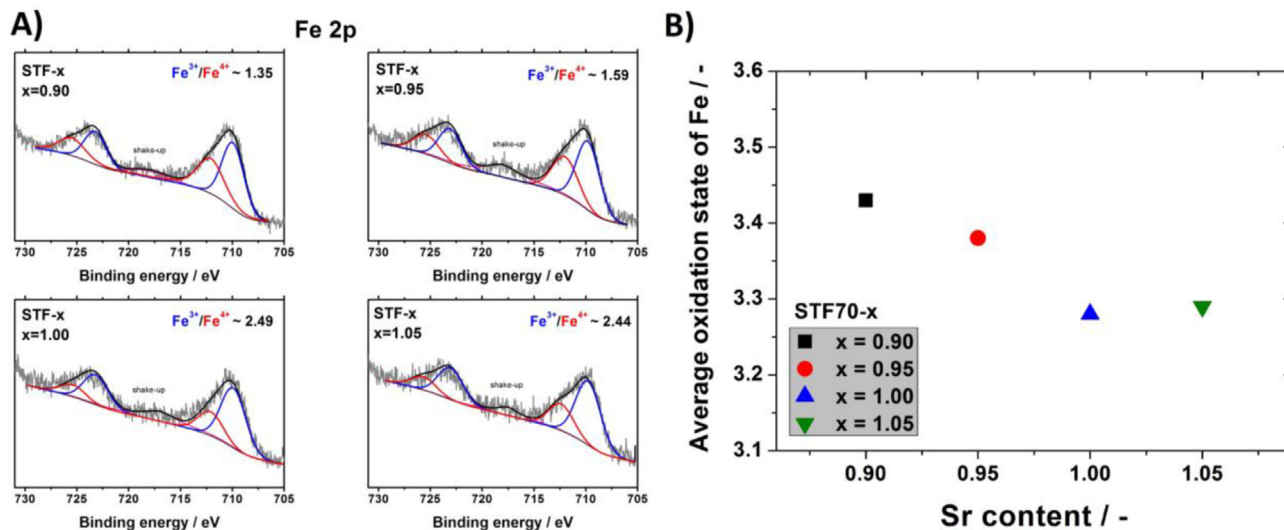 A)
Fe 2p
STF-x
x=0.90
Fe³⁺/Fe⁴⁺ ~ 1.35
shake-up
730 725 720 715 710 705
Binding energy / eV
STF-x
x=0.95
Fe³⁺/Fe⁴⁺ ~ 1.59
shake-up
730 725 720 715 710 705
Binding energy / eV
STF-x
x=1.00
Fe³⁺/Fe⁴⁺ ~ 2.49
shake-up
730 725 720 715 710 705
Binding energy / eV
STF-x
x=1.05
Fe³⁺/Fe⁴⁺ ~ 2.44
shake-up
730 725 720 715 710 705
Binding energy / eV
B)
Average oxidation state of Fe / -
3.6
3.5
3.4
3.3
3.2
3.1
STF70-x
x = 0.90
x = 0.95
x = 1.00
x = 1.05
0.90 0.95 1.00 1.05
Sr content / -